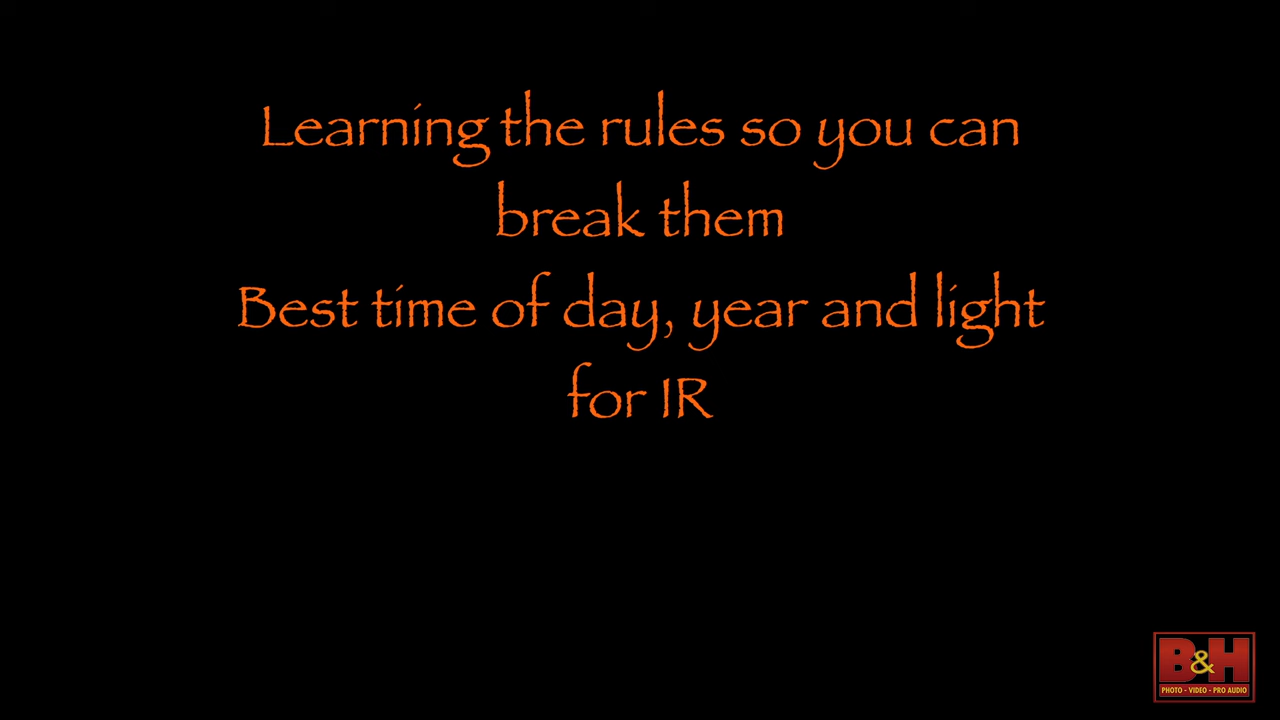 Learning the rules so you can
break them
Best time of day, year and light
for IR
B&H
PHOTO - VIDEO - PRO AUDIO